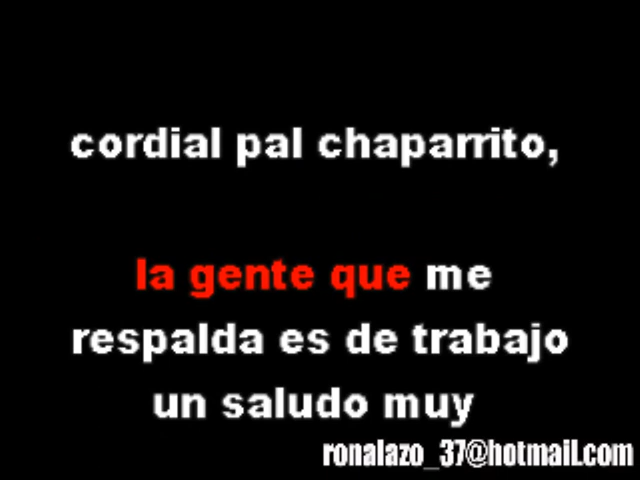 cordial pal chaparrito,
la gente que me
respalda es de trabajo
un saludo muy
ronalazo_37@hotmail.com